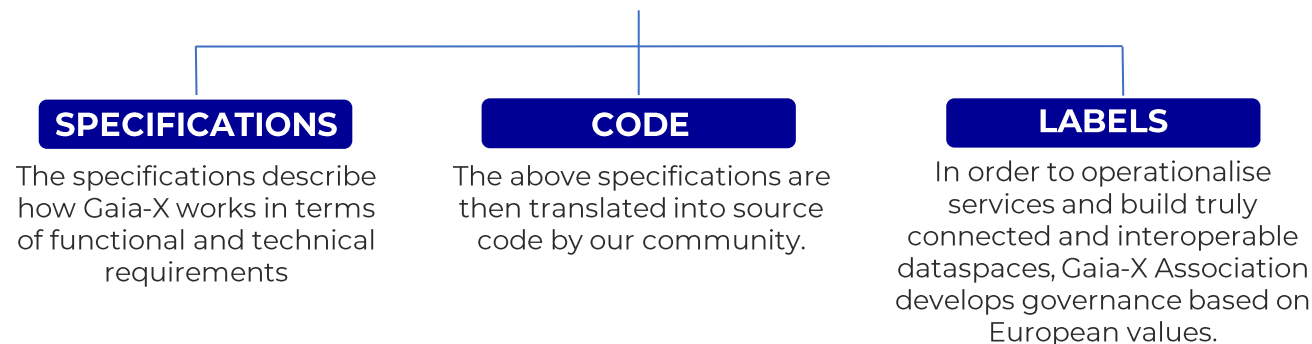 SPECIFICATIONS
The specifications describe
how Gaia-X works in terms
of functional and technical
requirements
CODE
The above specifications are
then translated into source
code by our community.
LABELS
In order to operationalise
services and build truly
connected and interoperable
dataspaces, Gaia-X Association
develops governance based on
European values.